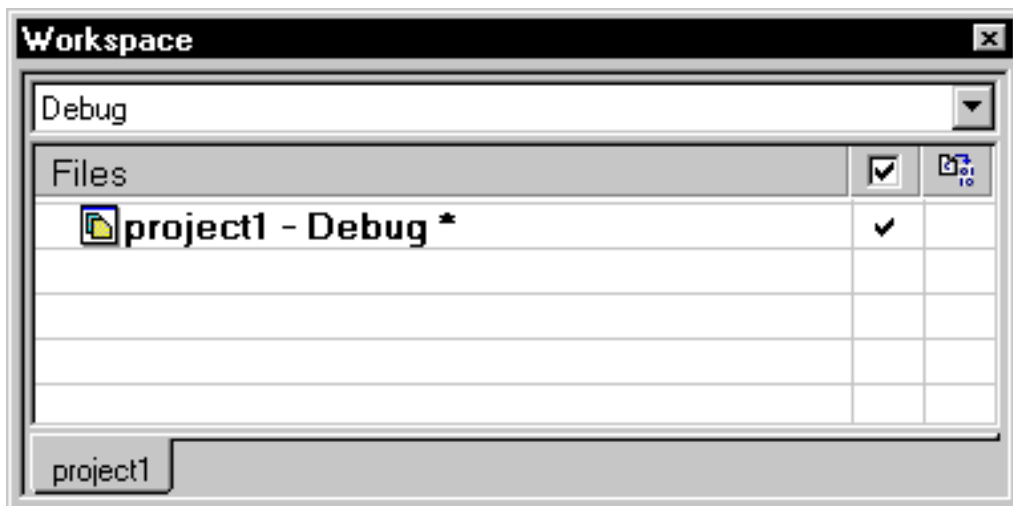 Workspace
Debug
Files
project1 - Debug *
project1